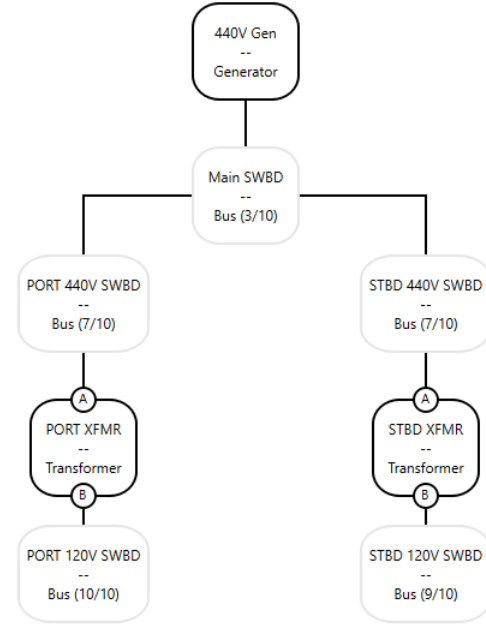 440V Gen
--
Generator
Main SWBD
--
Bus (3/10)
PORT 440V SWBD
--
Bus (7/10)
STBD 440V SWBD
--
Bus (7/10)
A
PORT XFMR
--
Transformer
B
A
STBD XFMR
--
Transformer
B
PORT 120V SWBD
--
Bus (10/10)
STBD 120V SWBD
--
Bus (9/10)